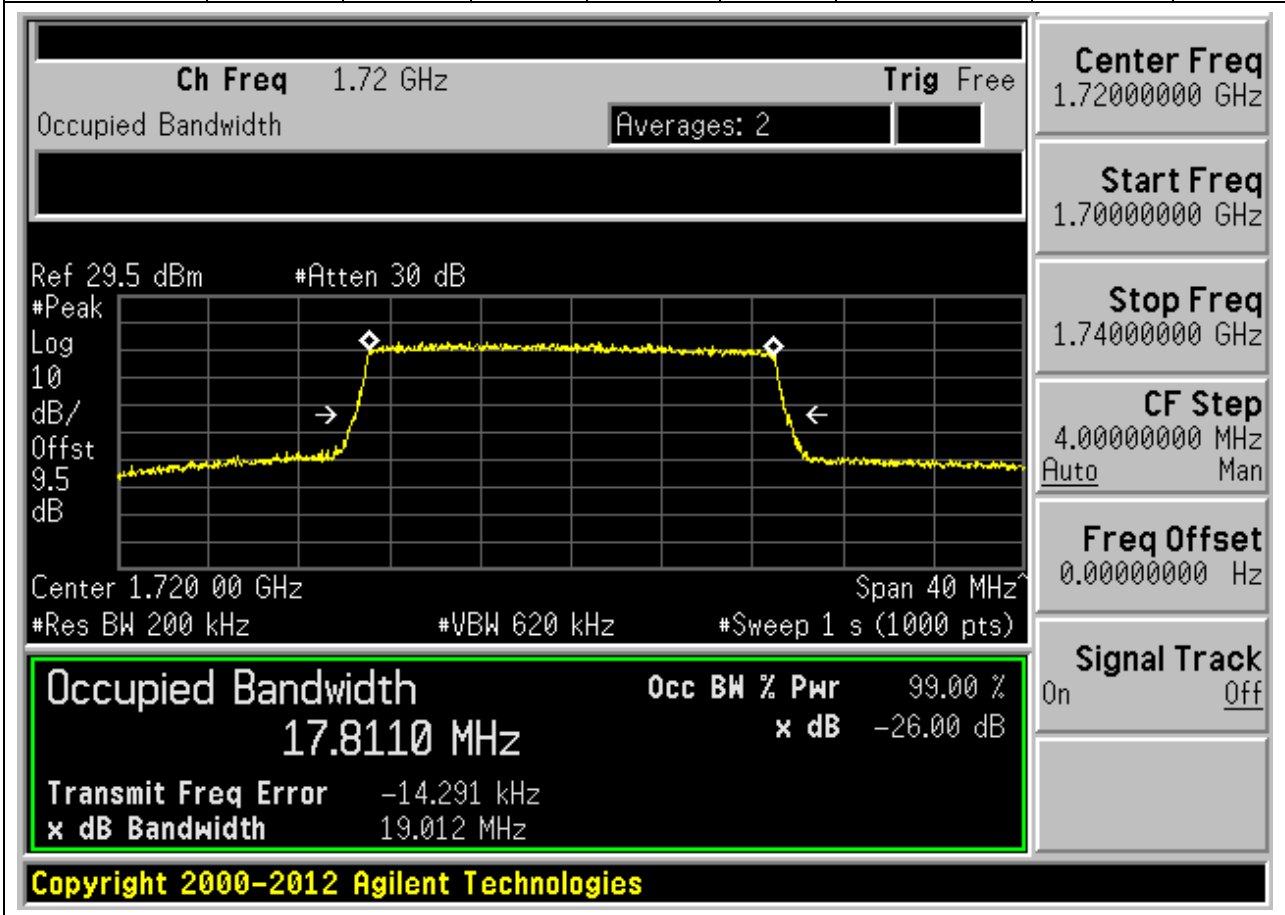 Ch Freq 1.72 GHz Trig Free
Occupied Bandwidth Averages: 2
Ref 29.5 dBm #Atten 30 dB
#Peak
Log
10
dB/
Offst
9.5
dB
Center 1.720 00 GHz Span 40 MHz^
#Res BW 200 kHz #VBW 620 kHz #Sweep 1 s (1000 pts)
Occupied Bandwidth Occ BW % Pwr 99.00 %
17.8110 MHz x dB -26.00 dB
Transmit Freq Error -14.291 kHz
x dB Bandwidth 19.012 MHz
Copyright 2000-2012 Agilent Technologies
Center Freq
1.72000000 GHz
Start Freq
1.70000000 GHz
Stop Freq
1.74000000 GHz
CF Step
4.00000000 MHz
Auto Man
Freq Offset
0.00000000 Hz
Signal Track
On Off